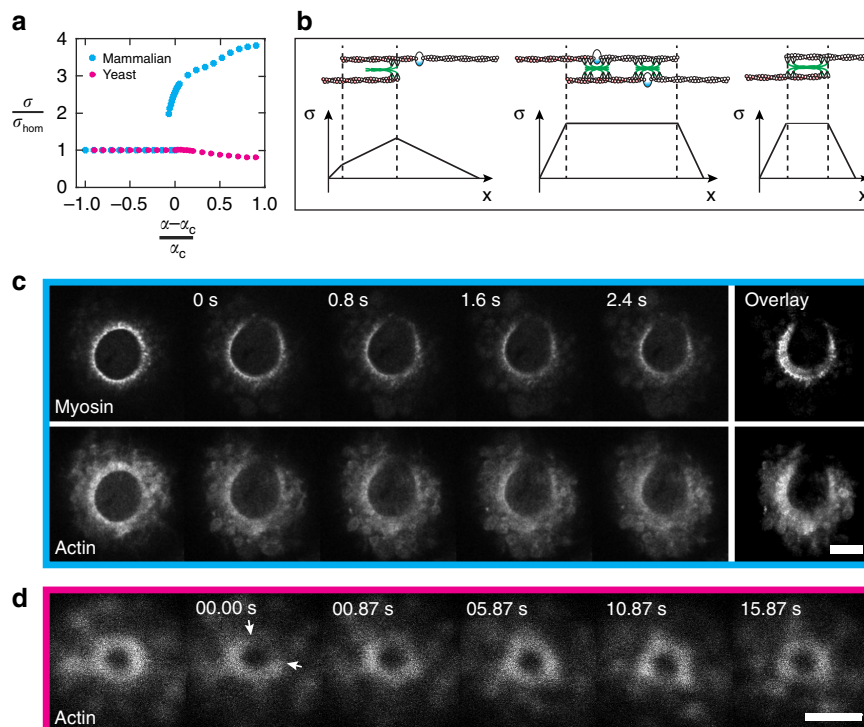 a
4
3
2
1
0
σ
σhom
Mammalian
Yeast
−1.0 −0.5 0 0.5 1.0
α−αc
αc
b
σ
x
σ
x
σ
x
c
0 s 0.8 s 1.6 s 2.4 s Overlay
Myosin
Actin
d
00.00 s 00.87 s 05.87 s 10.87 s 15.87 s
Actin